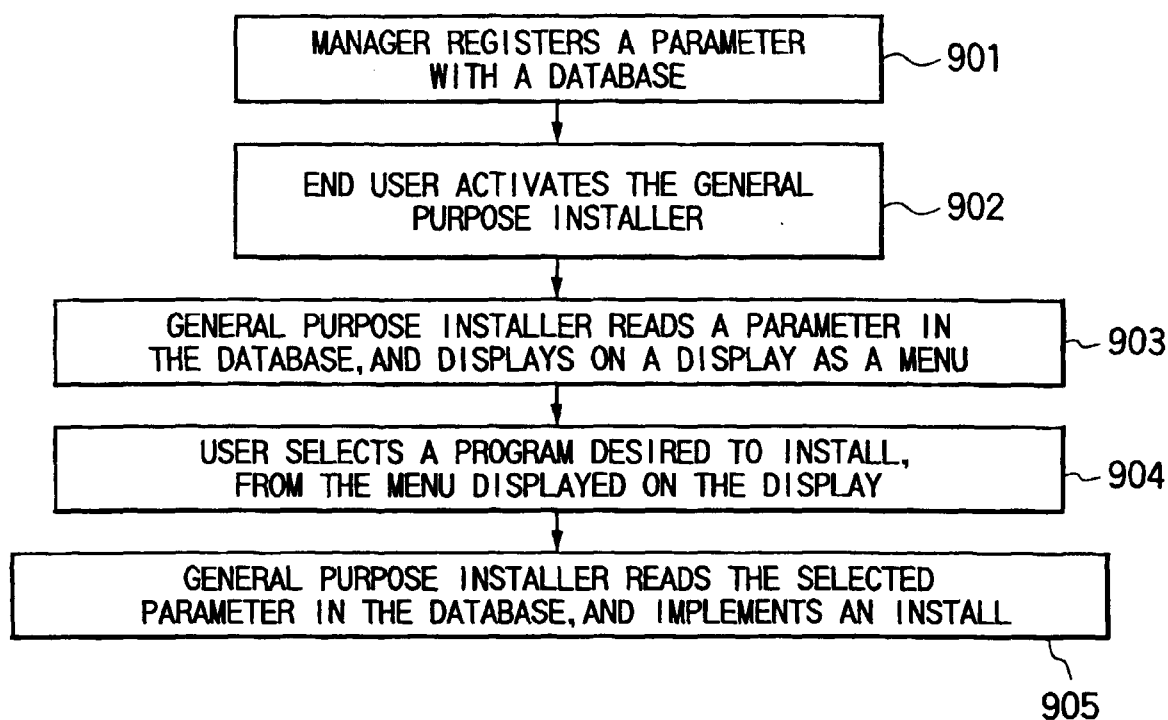 MANAGER REGISTERS A PARAMETER
WITH A DATABASE
901
END USER ACTIVATES THE GENERAL
PURPOSE INSTALLER
902
GENERAL PURPOSE INSTALLER READS A PARAMETER IN
THE DATABASE, AND DISPLAYS ON A DISPLAY AS A MENU
903
USER SELECTS A PROGRAM DESIRED TO INSTALL,
FROM THE MENU DISPLAYED ON THE DISPLAY
904
GENERAL PURPOSE INSTALLER READS THE SELECTED
PARAMETER IN THE DATABASE, AND IMPLEMENTS AN INSTALL
905